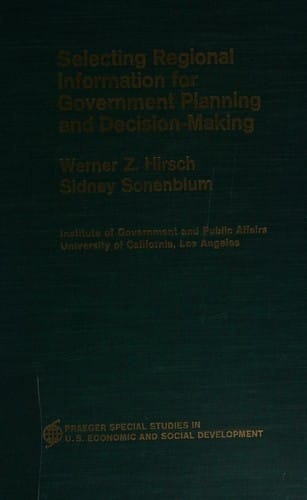 Selecting Regional
Information for
Government Planning
and Decision-Making
Werner Z. Hirsch
Sidney Sonenblum
Institute of Government and Public Affairs
University of California, Los Angeles
PRAEGER SPECIAL STUDIES IN
U.S. ECONOMIC AND SOCIAL DEVELOPMENT